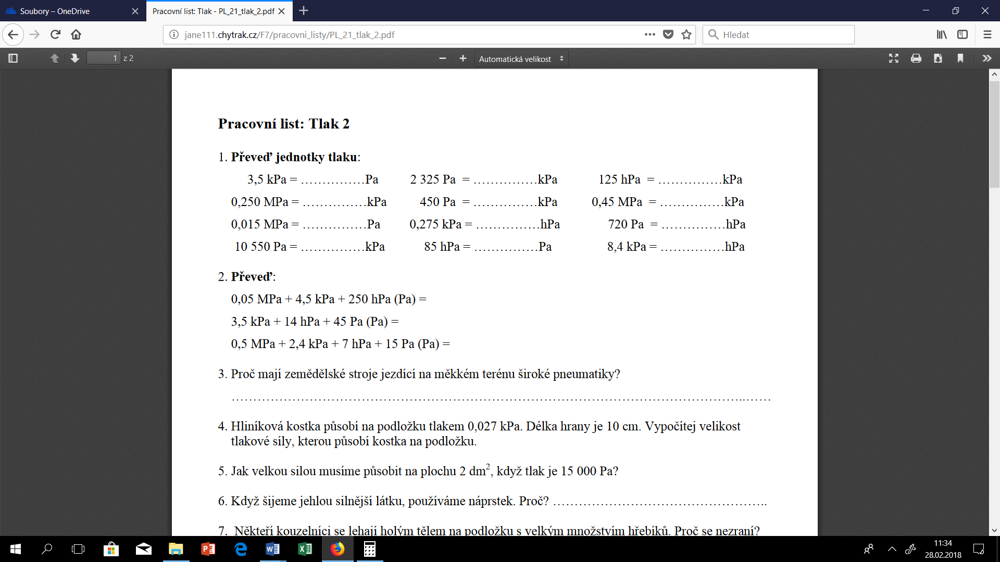 Soubory – OneDrive
Pracovní list: Tlak - PL_21_tlak_2.pdf
jane111.chytrak.cz/F7/pracovni_listy/PL_21_tlak_2.pdf
Hledat
1 z 2
Automatická velikost
Pracovní list: Tlak 2
1. Převeď jednotky tlaku:
3,5 kPa = ……………Pa 2 325 Pa = ……………kPa 125 hPa = ……………kPa
0,250 MPa = ……………kPa 450 Pa = ……………kPa 0,45 MPa = ……………kPa
0,015 MPa = ……………Pa 0,275 kPa = ……………hPa 720 Pa = ……………hPa
10 550 Pa = ……………kPa 85 hPa = ……………Pa 8,4 kPa = ……………hPa
2. Převeď:
0,05 MPa + 4,5 kPa + 250 hPa (Pa) =
3,5 kPa + 14 hPa + 45 Pa (Pa) =
0,5 MPa + 2,4 kPa + 7 hPa + 15 Pa (Pa) =
3. Proč mají zemědělské stroje jezdící na měkkém terénu široké pneumatiky?
…………………………………………………………………………………………………………..……
4. Hliníková kostka působí na podložku tlakem 0,027 kPa. Délka hrany je 10 cm. Vypočítej velikost
tlakové síly, kterou působí kostka na podložku.
5. Jak velkou silou musíme působit na plochu 2 dm², když tlak je 15 000 Pa?
6. Když šijeme jehlou silnější látku, používáme náprstek. Proč? …………………………………………..
7. Někteří kouzelníci se lehají holým tělem na podložku s velkým množstvím hřebíků. Proč se nezraní?
11:34
28.02.2018